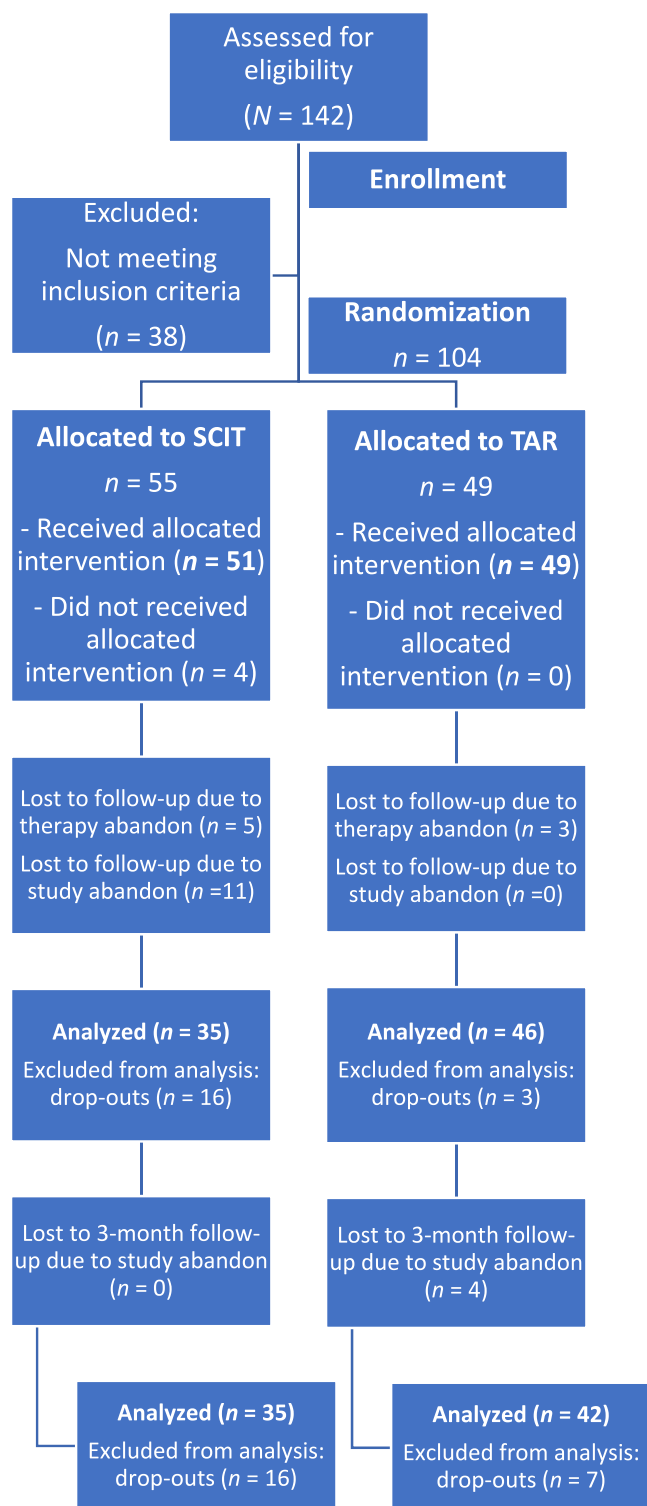 Assessed for
eligibility
(N = 142)
Enrollment
Excluded:
Not meeting
inclusion criteria
(n = 38)
Randomization
n = 104
Allocated to SCIT
n = 55
- Received allocated
intervention (n = 51)
- Did not received
allocated
intervention (n = 4)
Allocated to TAR
n = 49
- Received allocated
intervention (n = 49)
- Did not received
allocated
intervention (n = 0)
Lost to follow-up due to
therapy abandon (n = 5)
Lost to follow-up due to
study abandon (n =11)
Lost to follow-up due to
therapy abandon (n = 3)
Lost to follow-up due to
study abandon (n =0)
Analyzed (n = 35)
Excluded from analysis:
drop-outs (n = 16)
Analyzed (n = 46)
Excluded from analysis:
drop-outs (n = 3)
Lost to 3-month follow-
up due to study abandon
(n = 0)
Lost to 3-month follow-
up due to study abandon
(n = 4)
Analyzed (n = 35)
Excluded from analysis:
drop-outs (n = 16)
Analyzed (n = 42)
Excluded from analysis:
drop-outs (n = 7)